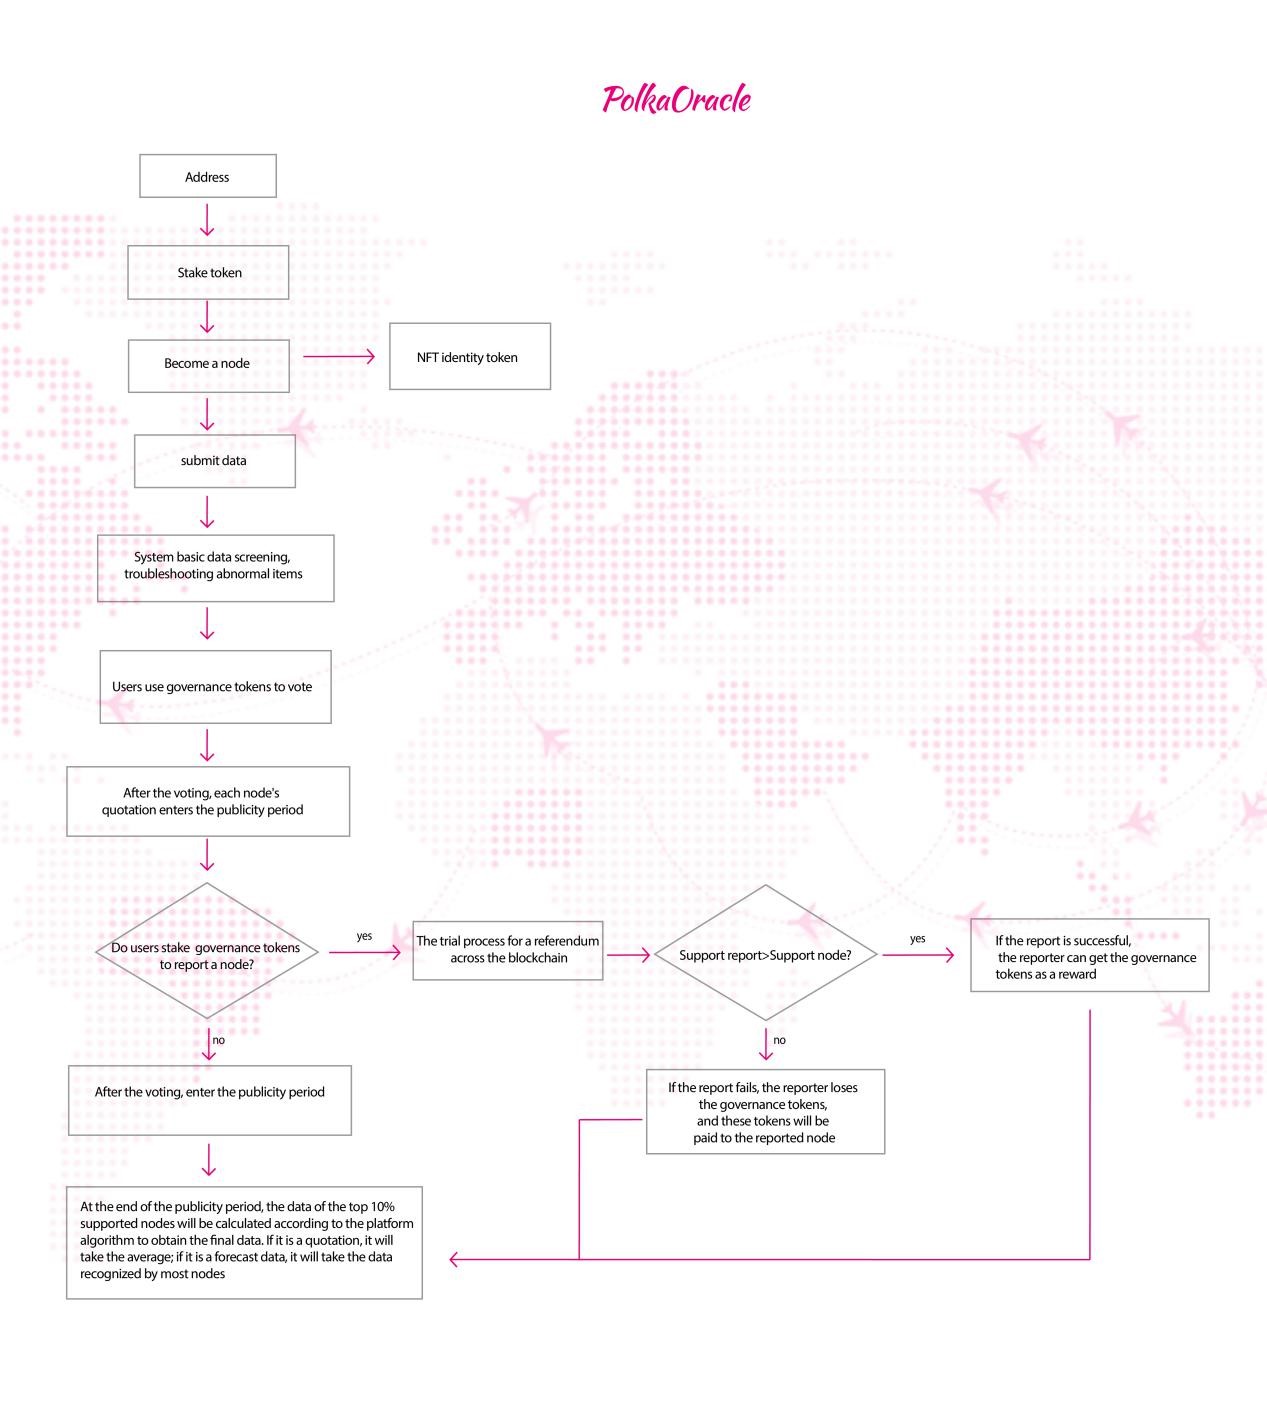 PolkaOracle
Address
Stake token
Become a node
NFT identity token
submit data
System basic data screening,
troubleshooting abnormal items
Users use governance tokens to vote
After the voting, each node's
quotation enters the publicity period
Do users stake  governance tokens
to report a node?
yes
The trial process for a referendum
across the blockchain
Support report>Support node?
yes
If the report is successful,
the reporter can get the governance
tokens as a reward
no
After the voting, enter the publicity period
no
If the report fails, the reporter loses
the governance tokens,
and these tokens will be
paid to the reported node
At the end of the publicity period, the data of the top 10%
supported nodes will be calculated according to the platform
algorithm to obtain the final data. If it is a quotation, it will
take the average; if it is a forecast data, it will take the data
recognized by most nodes